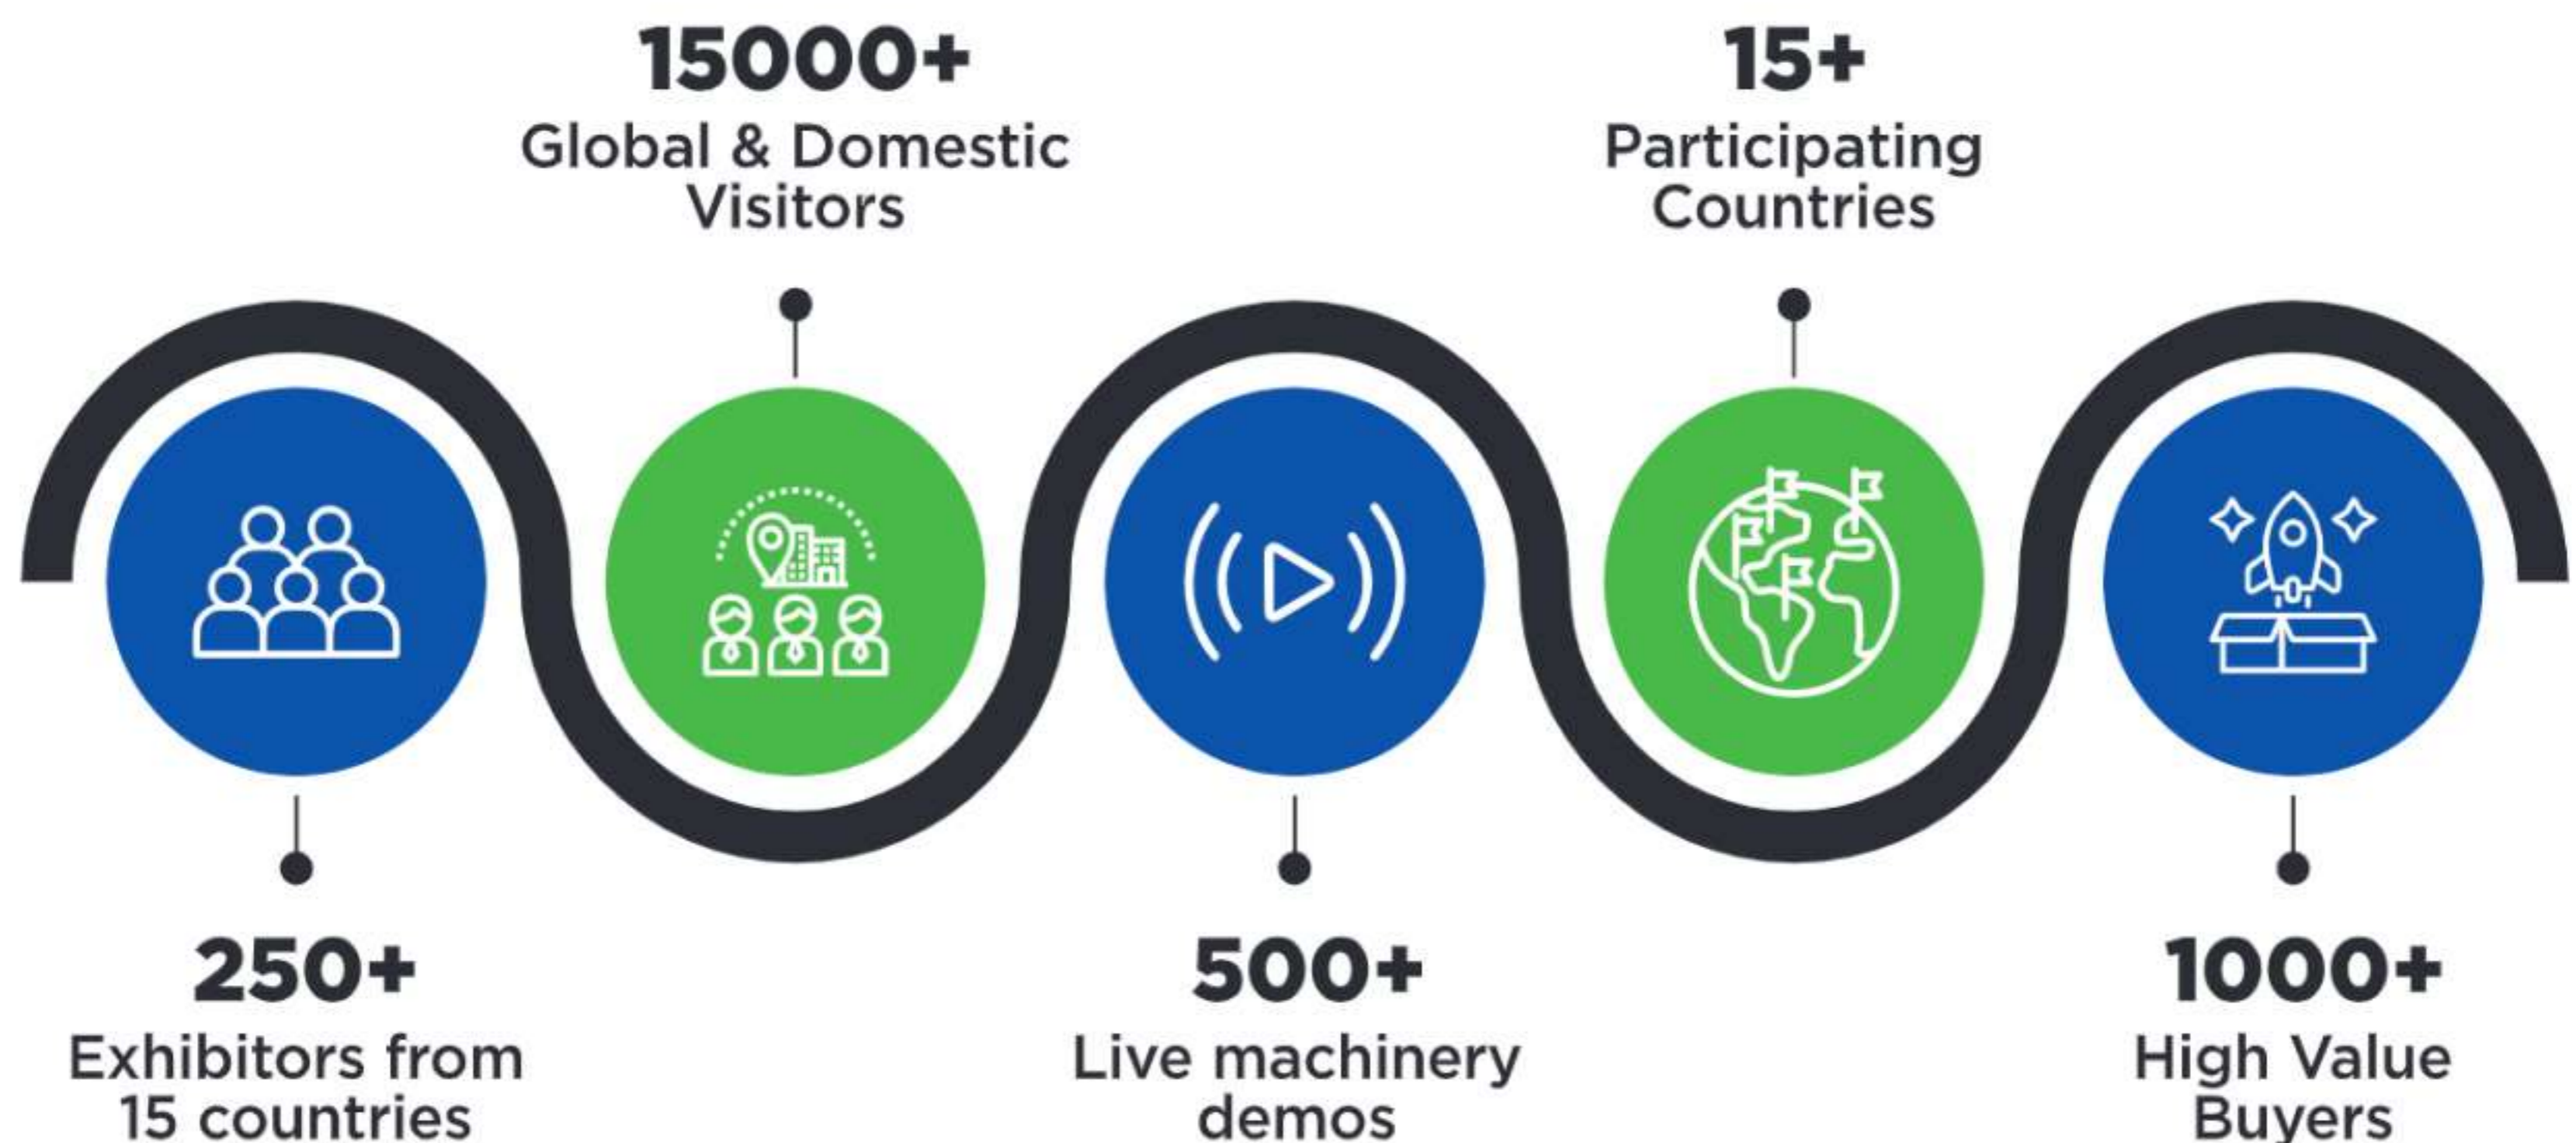 15000+
Global & Domestic
Visitors
15+
Participating
Countries
250+
Exhibitors from
15 countries
500+
Live machinery
demos
1000+
High Value
Buyers